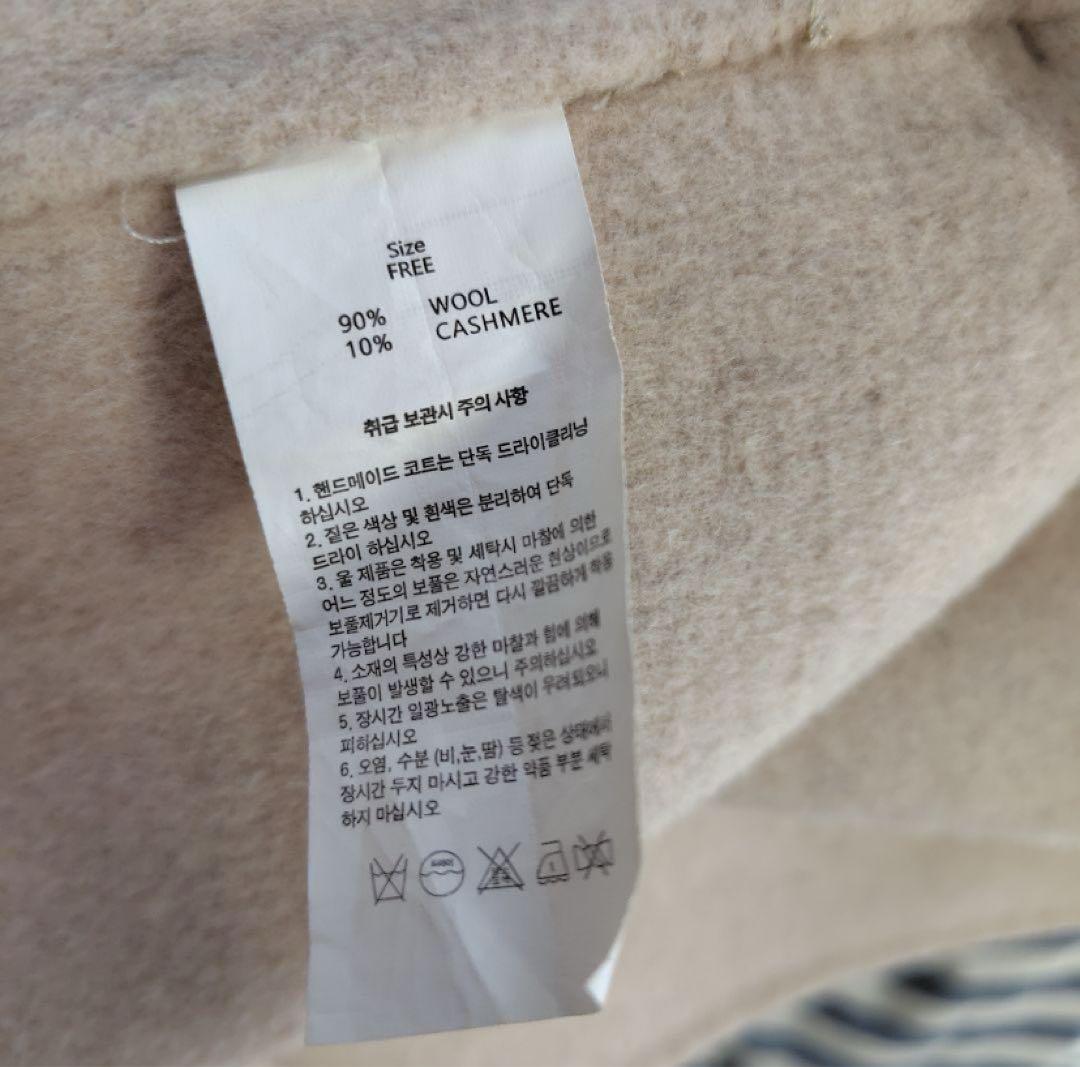 Size
FREE
90% WOOL
10% CASHMERE
취급 보관시 주의 사항
1. 핸드메이드 코트는 단독 드라이클리닝
하십시오
2. 짙은 색상 및 흰색은 분리하여 단독
드라이 하십시오
3. 울 제품은 착용 및 세탁시 마찰에 의한
어느 정도의 보풀은 자연스러운 현상이므로
보풀제거기로 제거하면 다시 깔끔하게 착용
가능합니다
4. 소재의 특성상 강한 마찰과 힘에 의해
보풀이 발생할 수 있으니 주의하십시오
5. 장시간 일광노출은 탈색이 우려되오니
피하십시오
6. 오염, 수분 (비,눈,땀) 등 젖은 상태에서
장시간 두지 마시고 강한 약품 부분 세탁
하지 마십시오